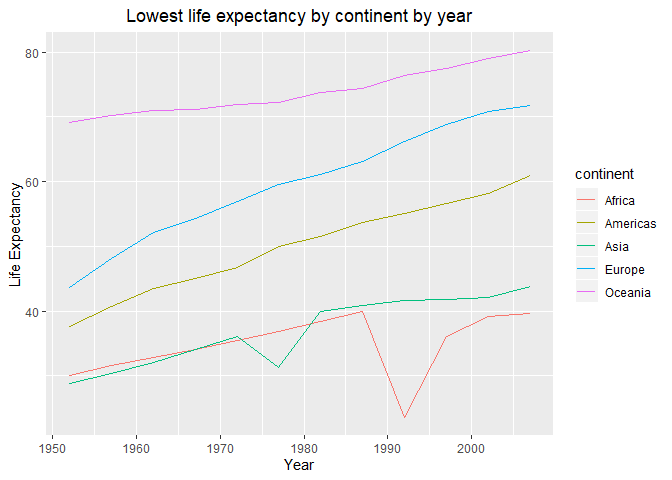 Lowest life expectancy by continent by year
80
60
40
Life Expectancy
1950 1960 1970 1980 1990 2000
Year
continent
Africa
Americas
Asia
Europe
Oceania